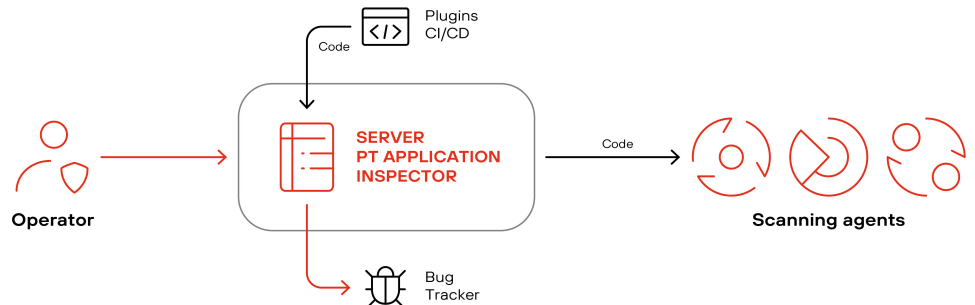 Plugins
CI/CD
</>
Code
SERVER
PT APPLICATION
INSPECTOR
Code
Operator
Scanning agents
Bug
Tracker